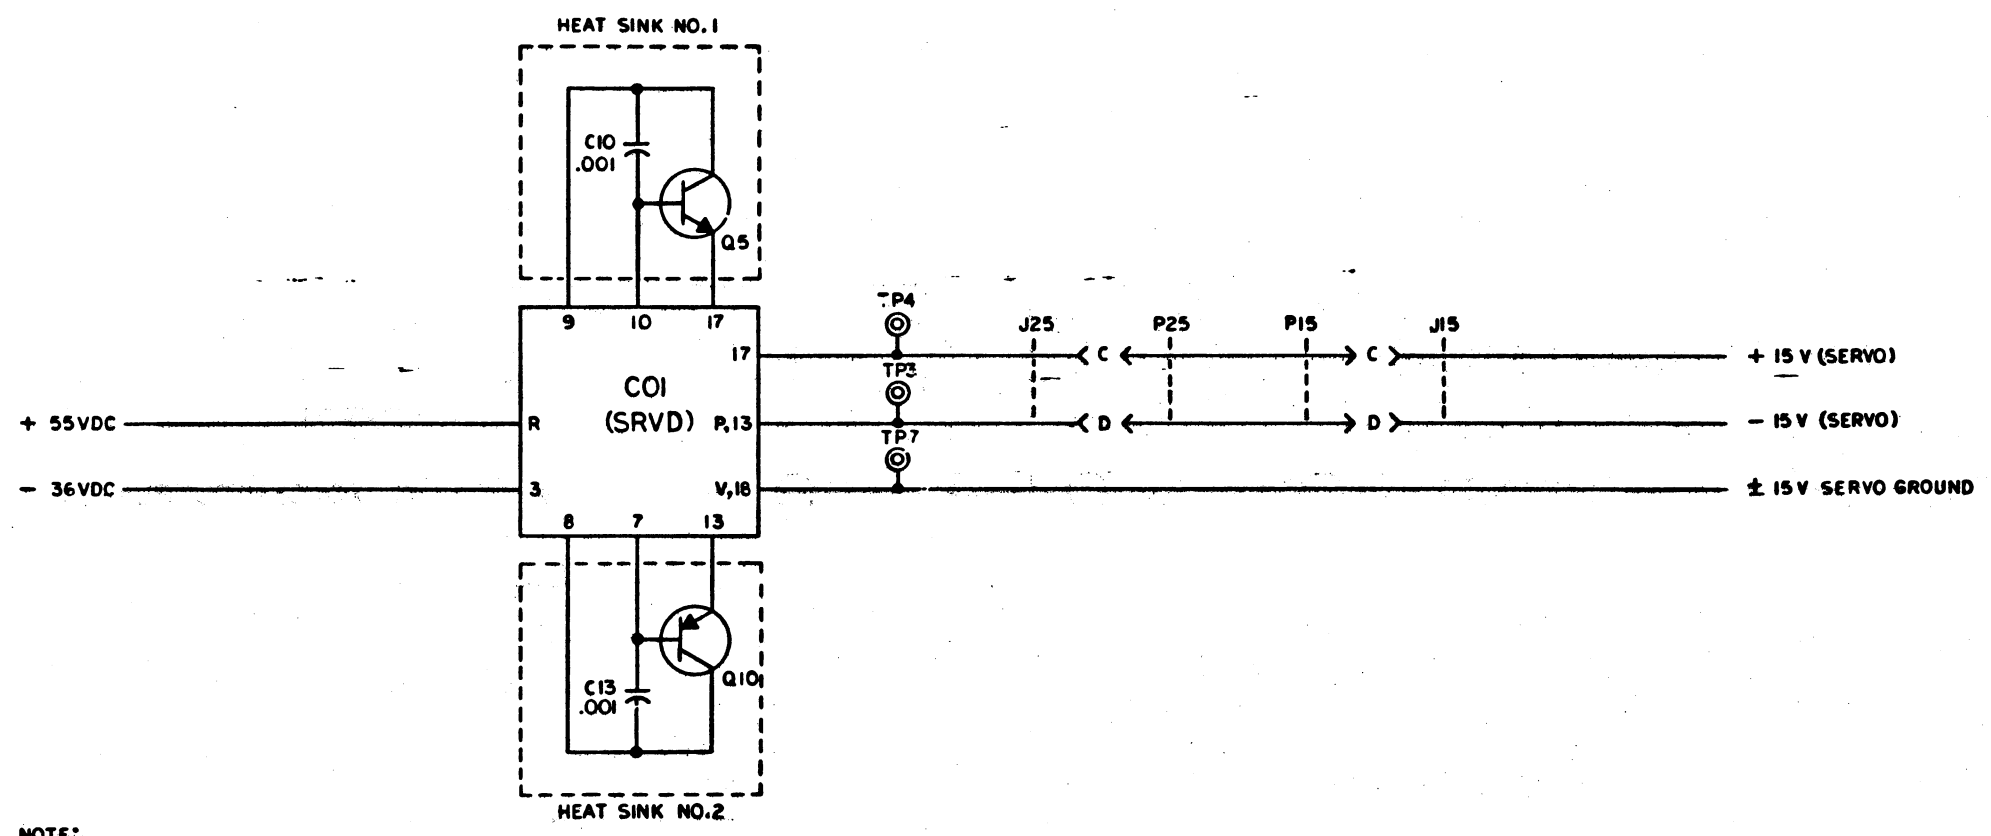 HEAT SINK NO.1
C10
.001
Q5
9 10 17
17
CO1
(SRVD)
R
P,13
3
V,18
8 7 13
+ 55VDC
- 36VDC
TP4
TP3
TP7
J25 P25 P15 J15
C C
D D
+ 15 V (SERVO)
- 15 V (SERVO)
± 15 V SERVO GROUND
Q10
C13
.001
HEAT SINK NO.2
NOTE: